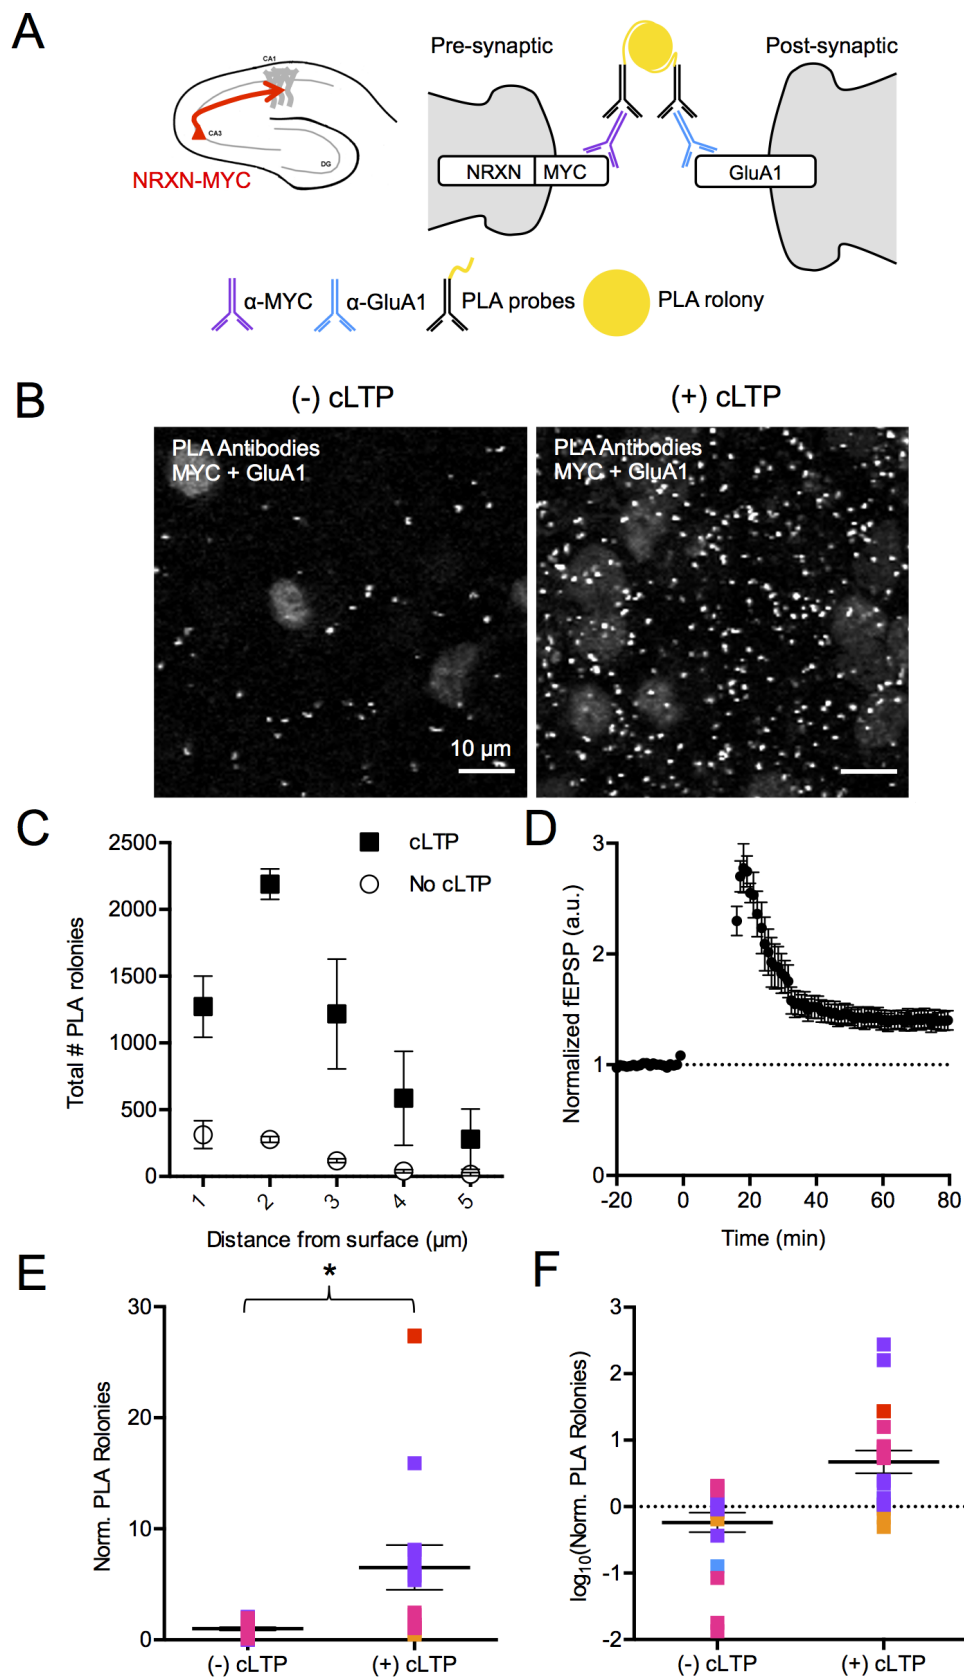 A
CA1
CA3
DG
NRXN-MYC
Pre-synaptic
Post-synaptic
NRXN
MYC
GluA1
α-MYC
α-GluA1
PLA probes
PLA rolony
B
(-) cLTP
(+) cLTP
PLA Antibodies
MYC + GluA1
10 µm
PLA Antibodies
MYC + GluA1
C
cLTP
No cLTP
Total # PLA rolonies
2500
2000
1500
1000
500
0
1
2
3
4
5
Distance from surface (µm)
D
Normalized fEPSP (a.u.)
3
2
1
0
-20
0
20
40
60
80
Time (min)
E
*
Norm. PLA Rolonies
30
20
10
0
(-) cLTP
(+) cLTP
F
log10(Norm. PLA Rolonies)
3
2
1
0
-1
-2
(-) cLTP
(+) cLTP